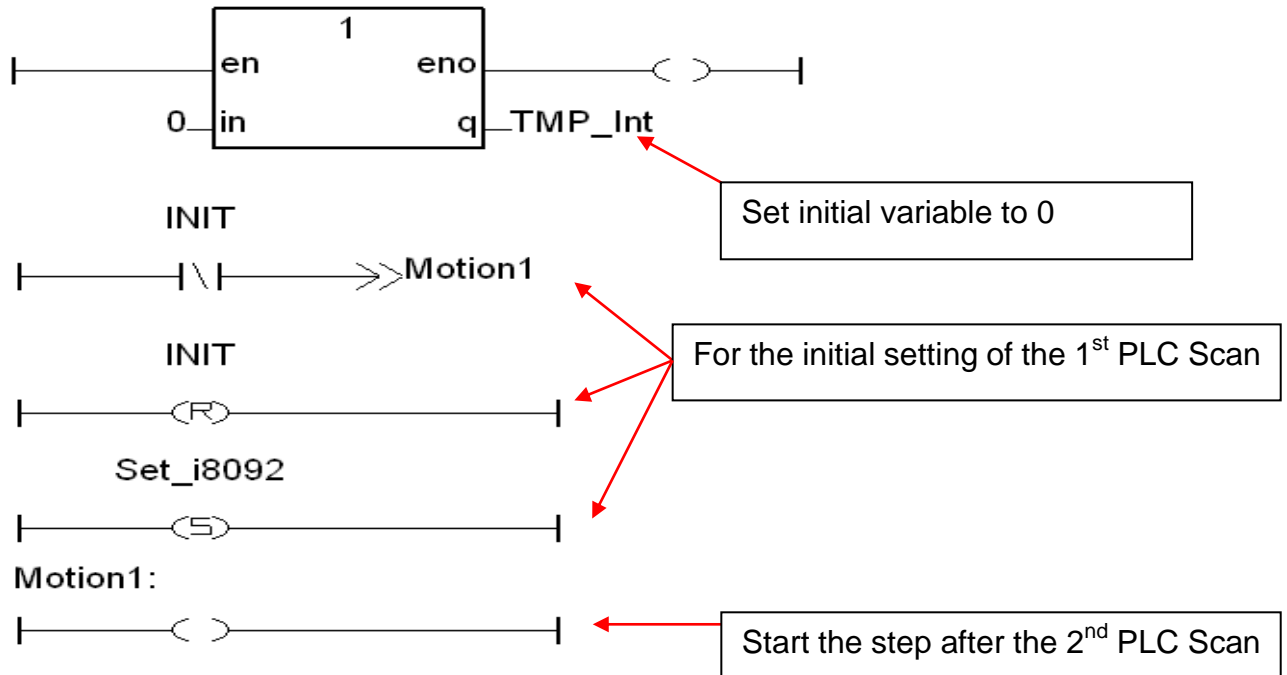 1
en eno
0 in q TMP_Int
Set initial variable to 0
INIT
Motion1
For the initial setting of the 1st PLC Scan
INIT
R
Set_i8092
S
Motion1:
Start the step after the 2nd PLC Scan